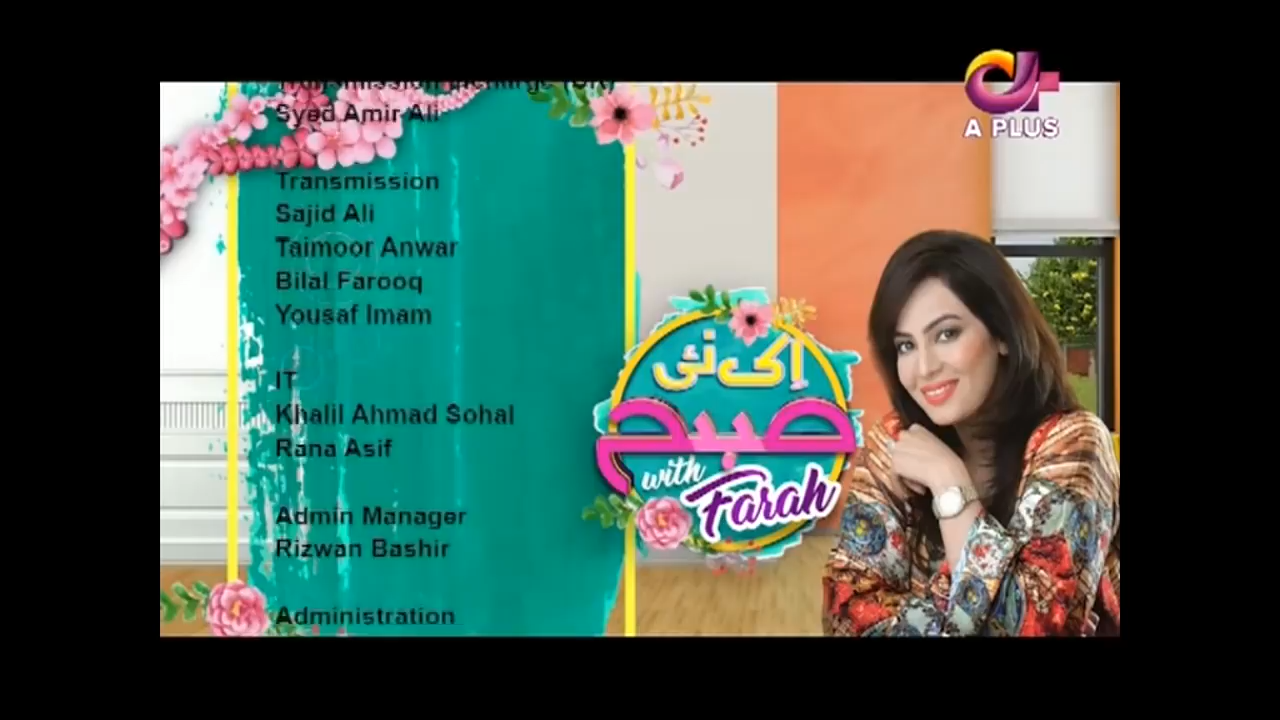 Syed Amir Ali
Transmission
Sajid Ali
Taimoor Anwar
Bilal Farooq
Yousaf Imam
IT
Khalil Ahmad Sohal
Rana Asif
Admin Manager
Rizwan Bashir
Administration
A PLUS
اِک نئی
صبح
with
Farah